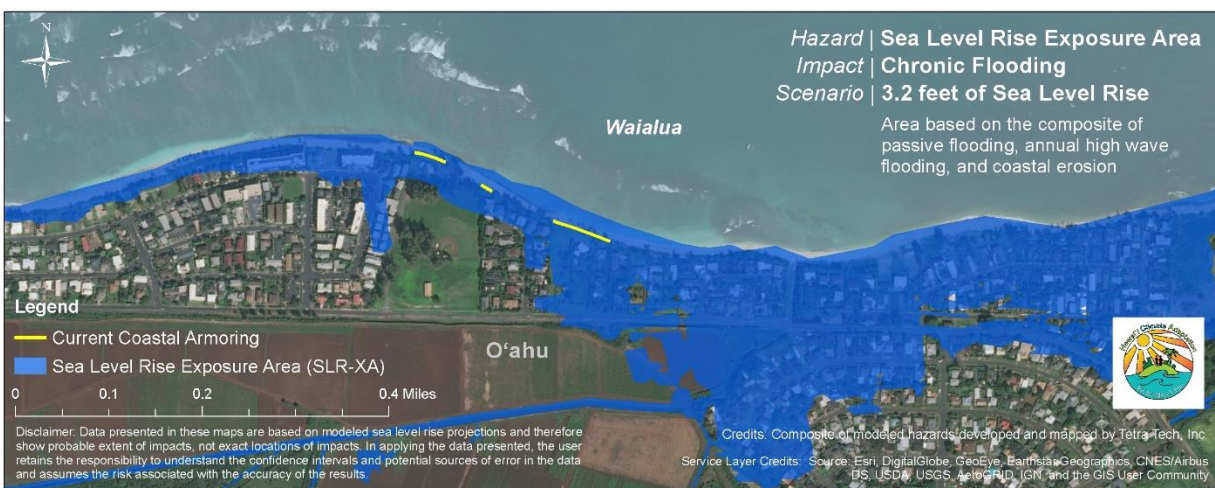 N
Hazard | Sea Level Rise Exposure Area
Impact | Chronic Flooding
Scenario | 3.2 feet of Sea Level Rise
Area based on the composite of
passive flooding, annual high wave
flooding, and coastal erosion
Waialua
Oʻahu
Legend
Current Coastal Armoring
Sea Level Rise Exposure Area (SLR-XA)
0 0.1 0.2 0.4 Miles
Disclaimer: Data presented in these maps are based on modeled sea level rise projections and therefore
show probable extent of impacts, not exact locations of impacts. In applying the data presented, the user
retains the responsibility to understand the confidence intervals and potential sources of error in the data
and assumes the risk associated with the accuracy of the results.
Hawaiʻi Climate Adaptation
Credits: Composite of modeled hazards developed and mapped by Tetra Tech, Inc.
Service Layer Credits: Source: Esri, DigitalGlobe, GeoEye, Earthstar Geographics, CNES/Airbus
DS, USDA, USGS, AeroGRID, IGN, and the GIS User Community